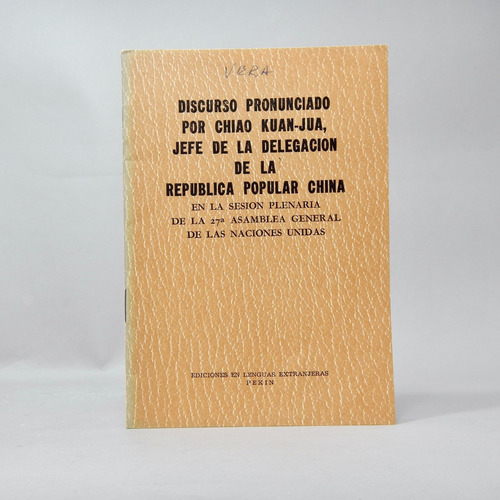 VERA
DISCURSO PRONUNCIADO
POR CHIAO KUAN-JUA,
JEFE DE LA DELEGACION
DE LA
REPUBLICA POPULAR CHINA
EN LA SESION PLENARIA
DE LA 27ª ASAMBLEA GENERAL
DE LAS NACIONES UNIDAS
EDICIONES EN LENGUAR EXTRANJERAS
PEKIN